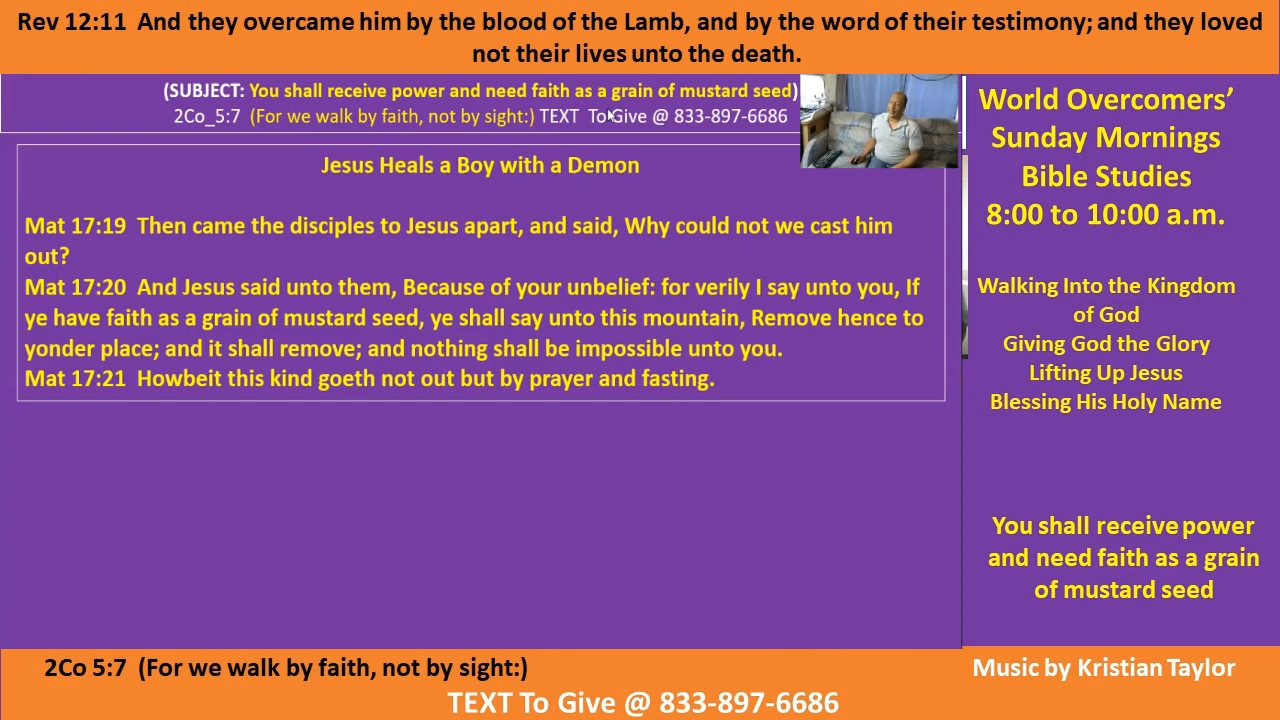 Rev 12:11  And they overcame him by the blood of the Lamb, and by the word of their testimony; and they loved
not their lives unto the death.
(SUBJECT: You shall receive power and need faith as a grain of mustard seed)
2Co_5:7  (For we walk by faith, not by sight:) TEXT  To Give @ 833-897-6686
Jesus Heals a Boy with a Demon
Mat 17:19  Then came the disciples to Jesus apart, and said, Why could not we cast him
out?
Mat 17:20  And Jesus said unto them, Because of your unbelief: for verily I say unto you, If
ye have faith as a grain of mustard seed, ye shall say unto this mountain, Remove hence to
yonder place; and it shall remove; and nothing shall be impossible unto you.
Mat 17:21  Howbeit this kind goeth not out but by prayer and fasting.
World Overcomers’
Sunday Mornings
Bible Studies
8:00 to 10:00 a.m.
Walking Into the Kingdom
of God
Giving God the Glory
Lifting Up Jesus
Blessing His Holy Name
You shall receive power
and need faith as a grain
of mustard seed
2Co 5:7  (For we walk by faith, not by sight:)
Music by Kristian Taylor
TEXT To Give @ 833-897-6686